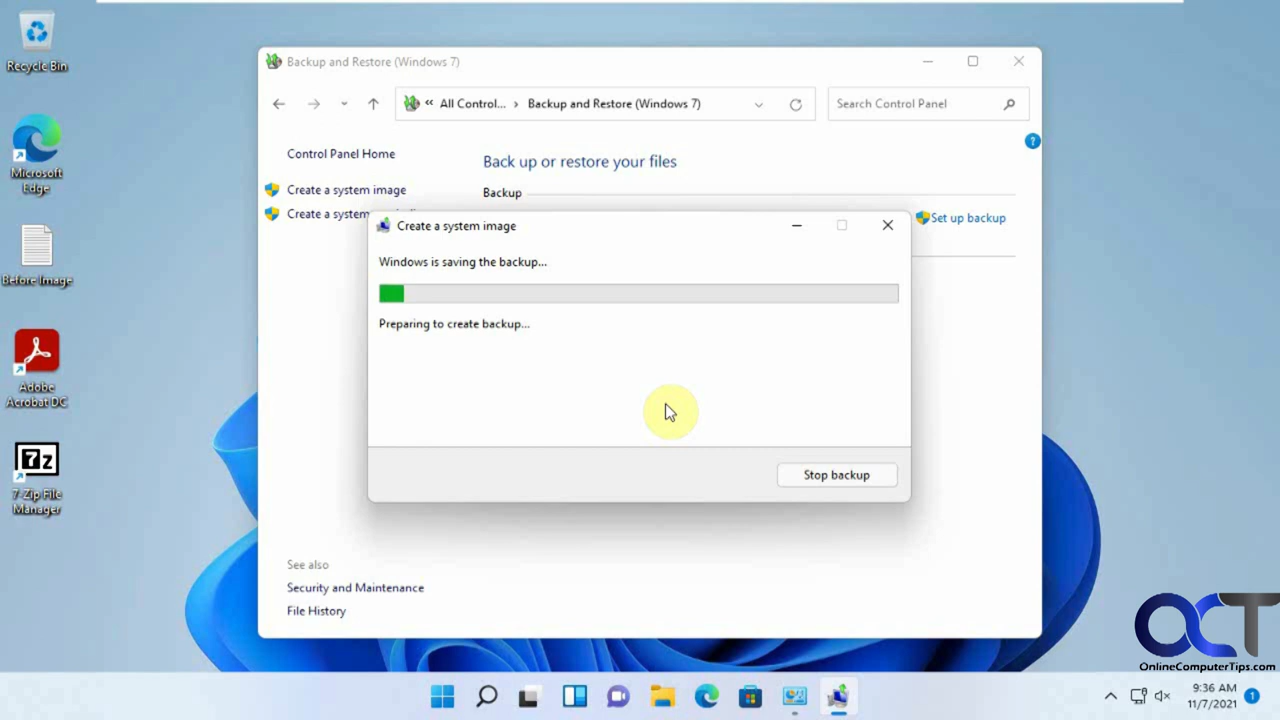 Recycle Bin
Microsoft
Edge
Before Image
Adobe
Acrobat DC
7-Zip File
Manager
Backup and Restore (Windows 7)
« All Control... › Backup and Restore (Windows 7)
Search Control Panel
Control Panel Home
Create a system image
Create a system
Back up or restore your files
Backup
Set up backup
Create a system image
Windows is saving the backup...
Preparing to create backup...
Stop backup
See also
Security and Maintenance
File History
7z
OCT
OnlineComputerTips.com
9:36 AM
11/7/2021
1